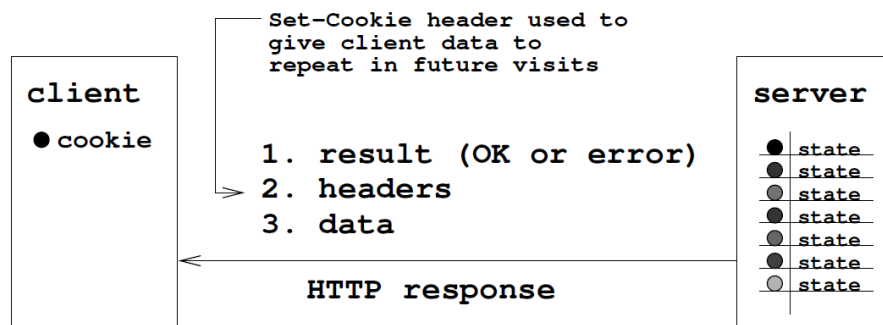 Set-Cookie header used to
give client data to
repeat in future visits
client
cookie
1. result (OK or error)
2. headers
3. data
HTTP response
server
state
state
state
state
state
state
state